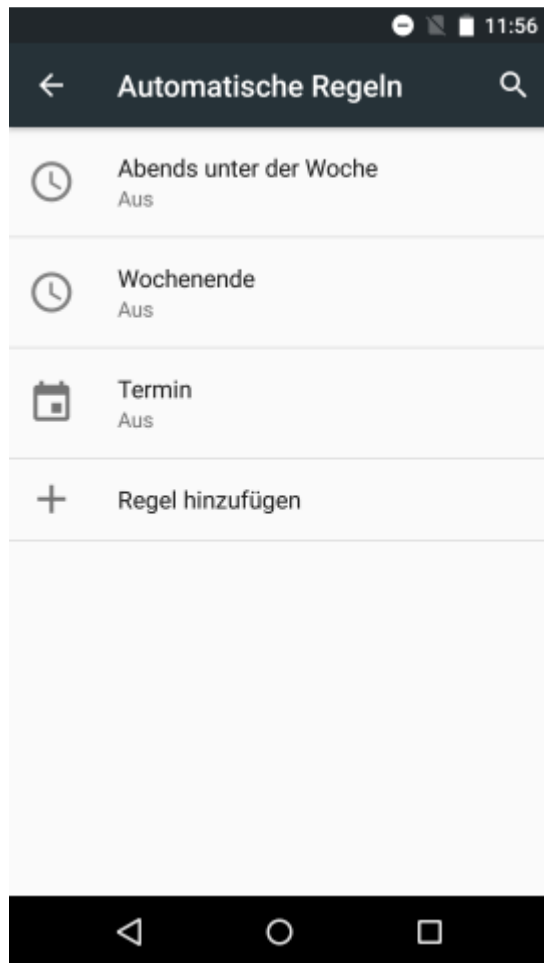 11:56
Automatische Regeln
Abends unter der Woche
Aus
Wochenende
Aus
Termin
Aus
Regel hinzufügen